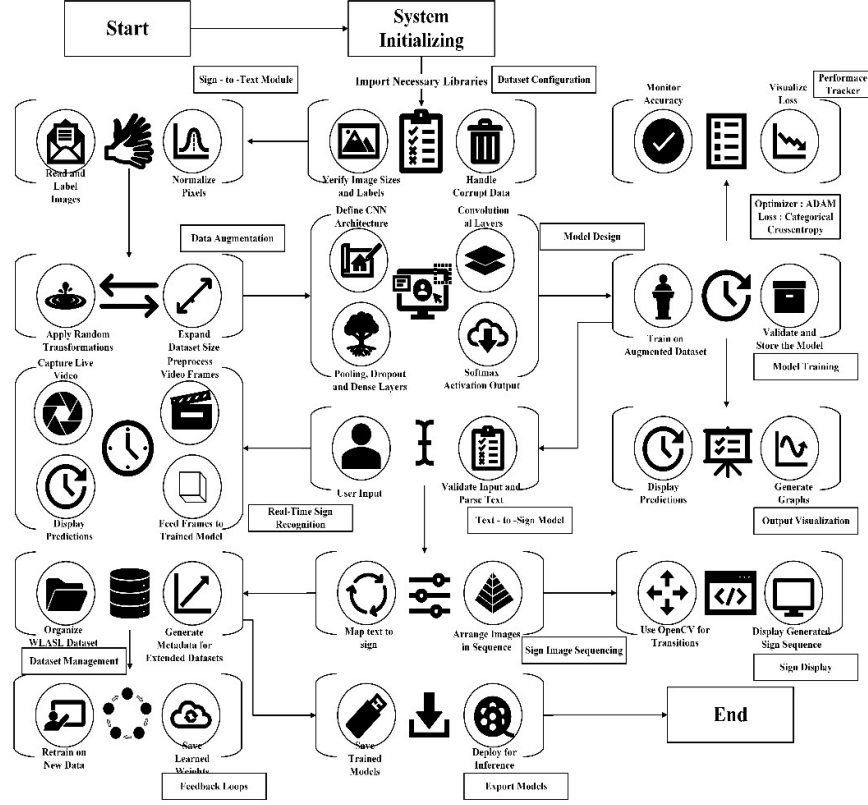 Start
System
Initializing
Import Necessary Libraries
Sign - to -Text Module
Dataset Configuration
Monitor
Accuracy
Visualize
Loss
Performace
Tracker
Read and
Label
Images
Normalize
Pixels
Verify Image Sizes
and Labels
Handle
Corrupt Data
Optimizer : ADAM
Loss : Categorical
Crossentropy
Data Augmentation
Define CNN
Architecture
Convolution
al Layers
Model Design
Apply Random
Transformations
Expand
Dataset Size
Pooling, Dropout
and Dense Layers
Softmax
Activation Output
Train on
Augmented Dataset
Validate and
Store the Model
Model Training
Capture Live
Video
Preprocess
Video Frames
Display
Predictions
Feed Frames to
Trained Model
Real-Time Sign
Recognition
User Input
Validate Input and
Parse Text
Text - to -Sign Model
Display
Predictions
Generate
Graphs
Output Visualization
Organize
WLASL Dataset
Generate
Metadata for
Extended Datasets
Dataset Management
Map text to
sign
Arrange Images
in Sequence
Sign Image Sequencing
Use OpenCV for
Transitions
Display Generated
Sign Sequence
Sign Display
Retrain on
New Data
Save
Learned
Weights
Feedback Loops
Save
Trained
Models
Deploy for
Inference
Export Models
End